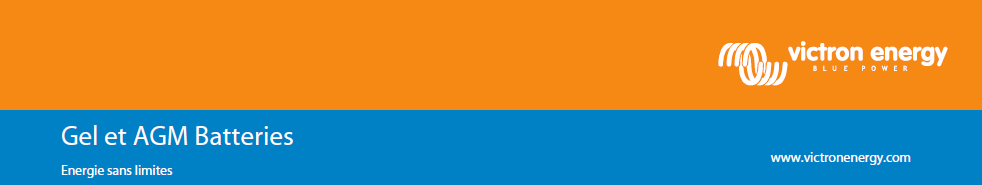 victron energy
BLUE POWER
Gel et AGM Batteries
Energie sans limites
www.victronenergy.com